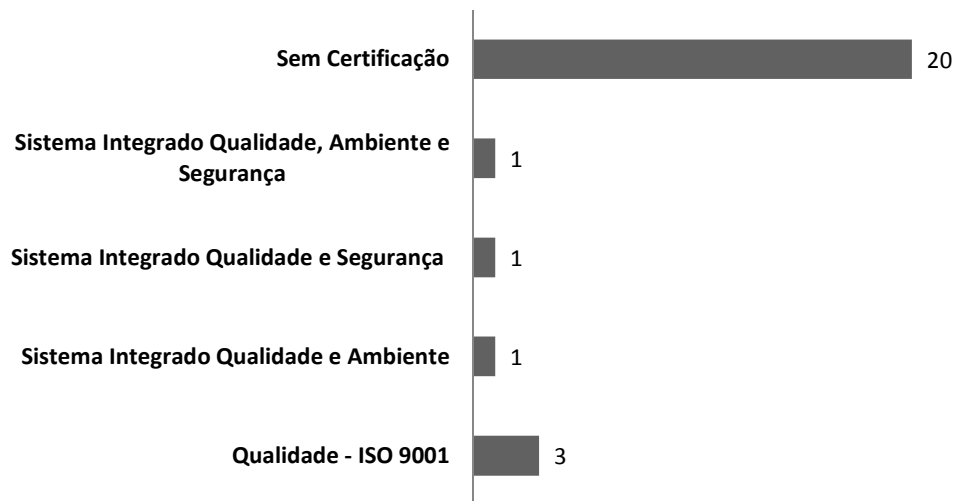 Sem Certificação
20
Sistema Integrado Qualidade, Ambiente e
Segurança
1
Sistema Integrado Qualidade e Segurança
1
Sistema Integrado Qualidade e Ambiente
1
Qualidade - ISO 9001
3